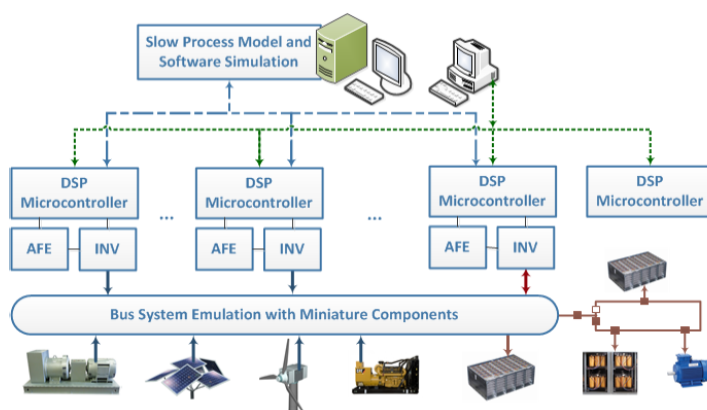 Slow Process Model and
Software Simulation
DSP
Microcontroller
DSP
Microcontroller
DSP
Microcontroller
DSP
Microcontroller
...
...
AFE
INV
AFE
INV
AFE
INV
Bus System Emulation with Miniature Components